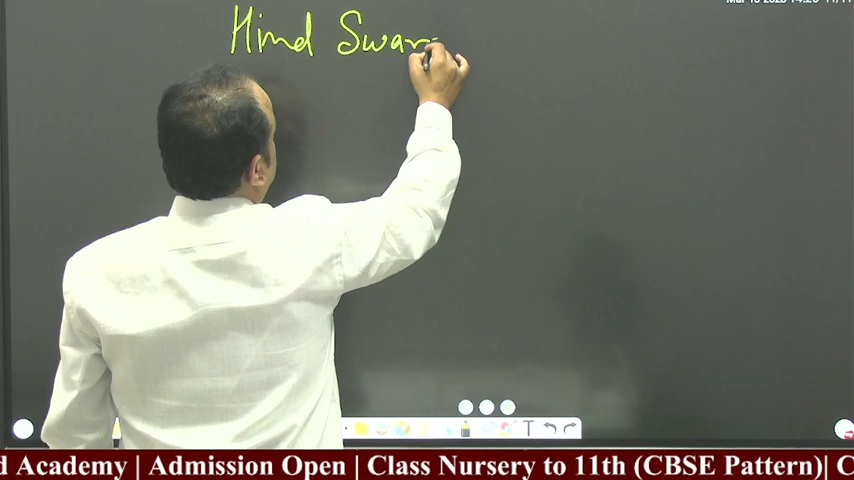 Hind Swar
d Academy | Admission Open | Class Nursery to 11th (CBSE Pattern)| C